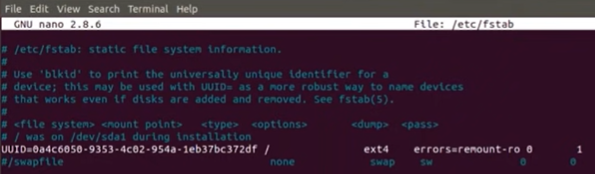 File Edit View Search Terminal Help
GNU nano 2.8.6 File: /etc/fstab
# /etc/fstab: static file system information.
#
# Use 'blkid' to print the universally unique identifier for a
# device; this may be used with UUID= as a more robust way to name devices
# that works even if disks are added and removed. See fstab(5).
#
# <file system> <mount point> <type> <options> <dump> <pass>
# / was on /dev/sda1 during installation
UUID=0a4c6050-9353-4c02-954a-1eb37bc372df / ext4 errors=remount-ro 0 1
#/swapfile none swap sw 0 0